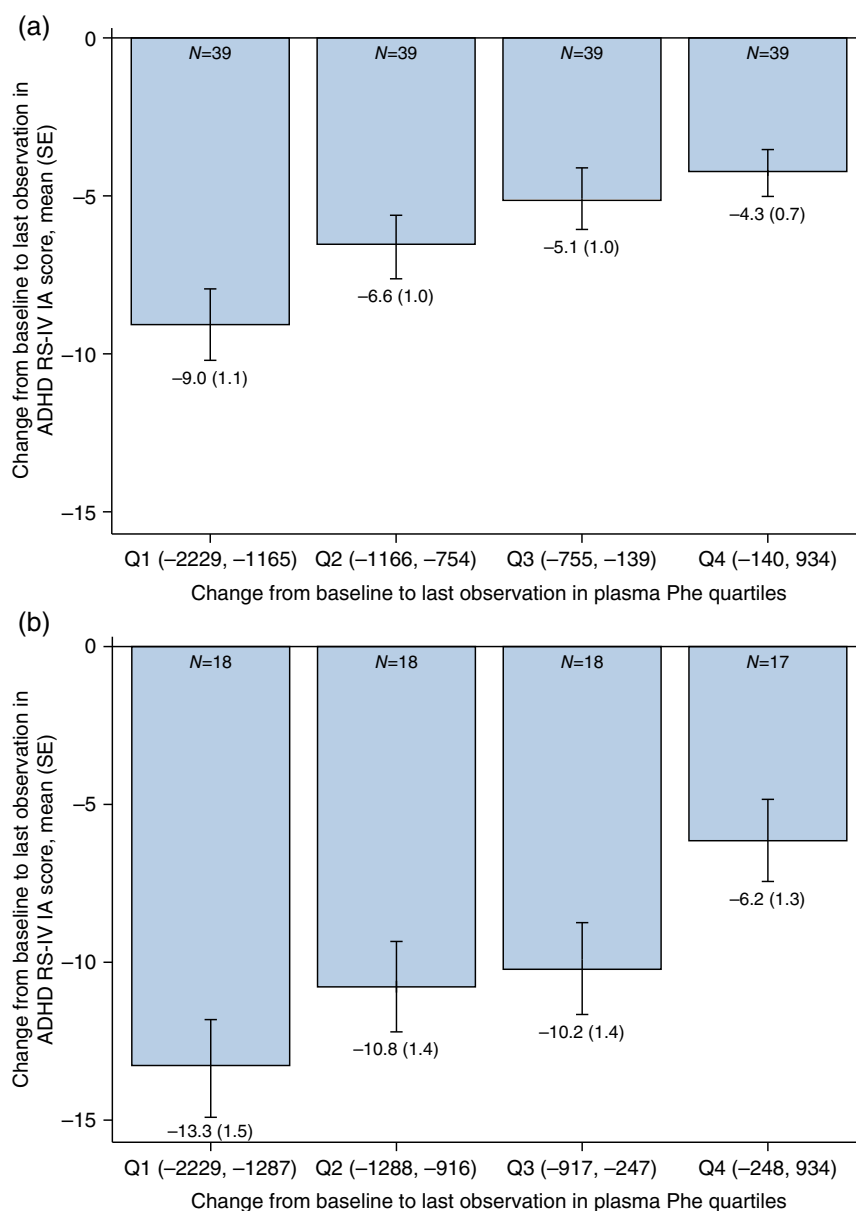 (a)
Change from baseline to last observation in
ADHD RS-IV IA score, mean (SE)
0
–5
–10
–15
N=39
N=39
N=39
N=39
–9.0 (1.1)
–6.6 (1.0)
–5.1 (1.0)
–4.3 (0.7)
Q1 (–2229, –1165)
Q2 (–1166, –754)
Q3 (–755, –139)
Q4 (–140, 934)
Change from baseline to last observation in plasma Phe quartiles
(b)
Change from baseline to last observation in
ADHD RS-IV IA score, mean (SE)
0
–5
–10
–15
N=18
N=18
N=18
N=17
–13.3 (1.5)
–10.8 (1.4)
–10.2 (1.4)
–6.2 (1.3)
Q1 (–2229, –1287)
Q2 (–1288, –916)
Q3 (–917, –247)
Q4 (–248, 934)
Change from baseline to last observation in plasma Phe quartiles